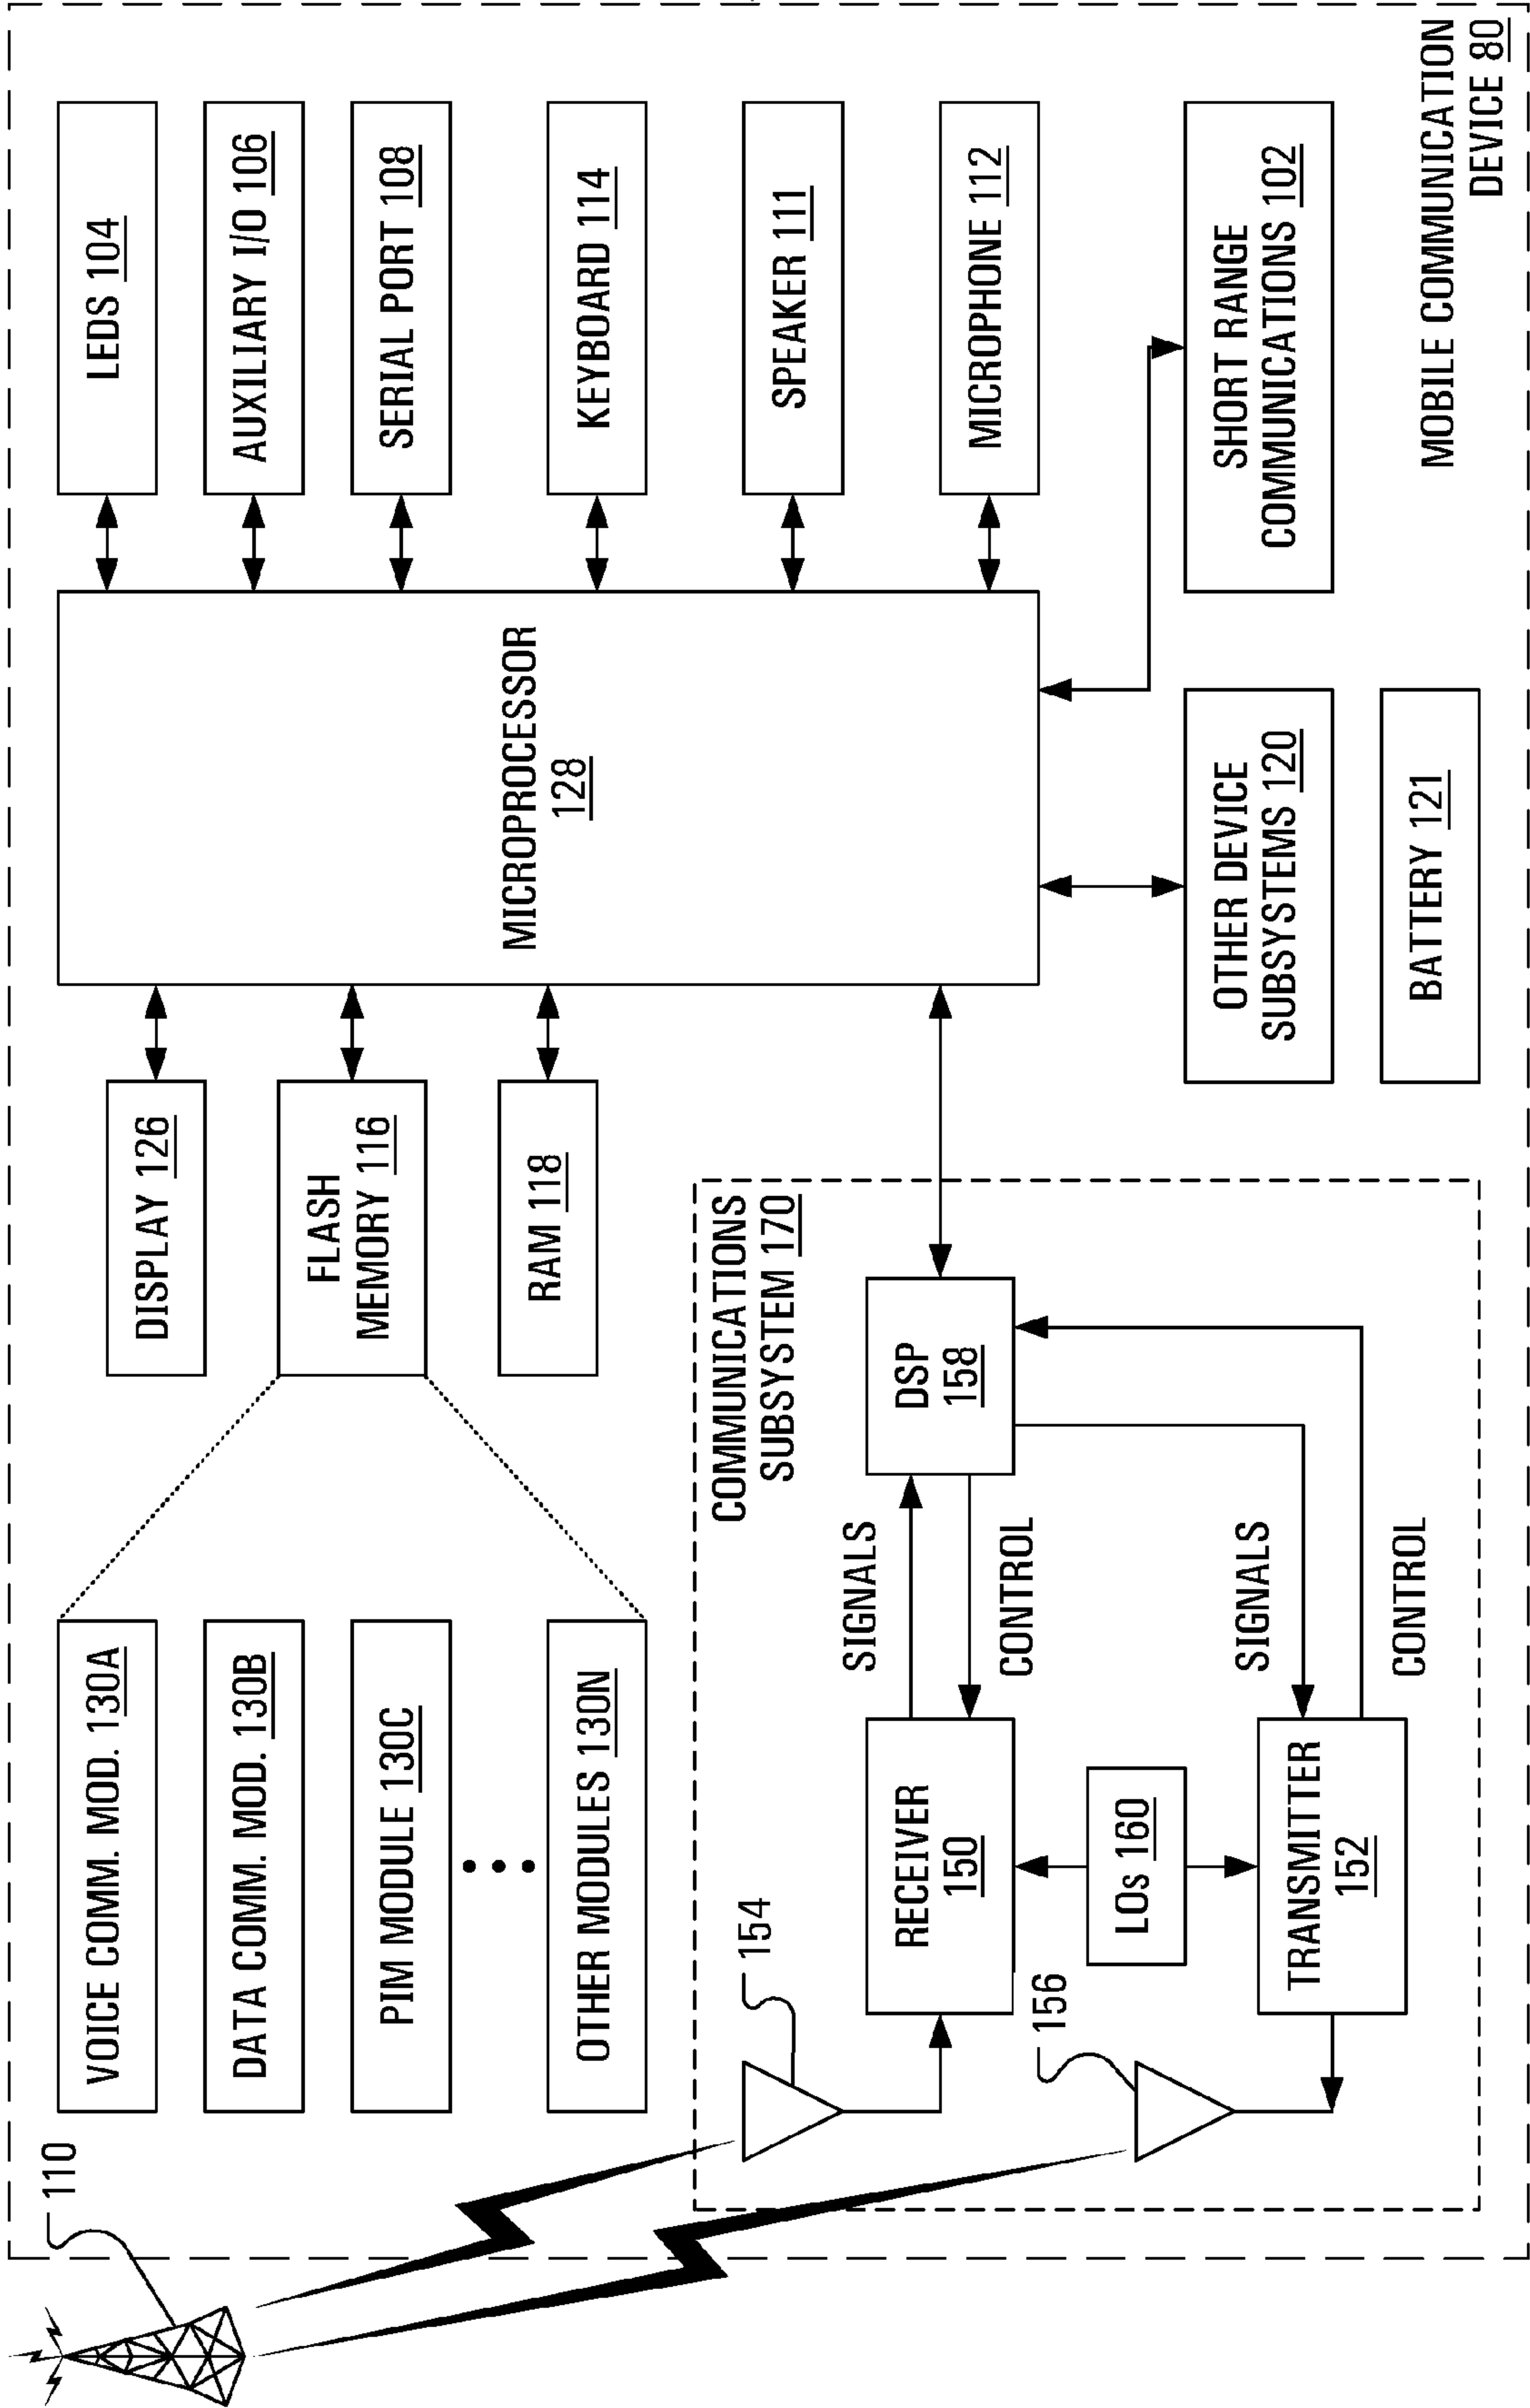 110
VOICE COMM. MOD. 130A
DATA COMM. MOD. 130B
PIM MODULE 130C
OTHER MODULES 130N
DISPLAY 126
FLASH
MEMORY 116
RAM 118
MICROPROCESSOR
128
LEDS 104
AUXILIARY I/O 106
SERIAL PORT 108
KEYBOARD 114
SPEAKER 111
MICROPHONE 112
SHORT RANGE
COMMUNICATIONS 102
OTHER DEVICE
SUBSYSTEMS 120
BATTERY 121
COMMUNICATIONS
SUBSYSTEM 170
154
RECEIVER
150
SIGNALS
CONTROL
DSP
158
156
LOs 160
TRANSMITTER
152
SIGNALS
CONTROL
MOBILE COMMUNICATION
DEVICE 80